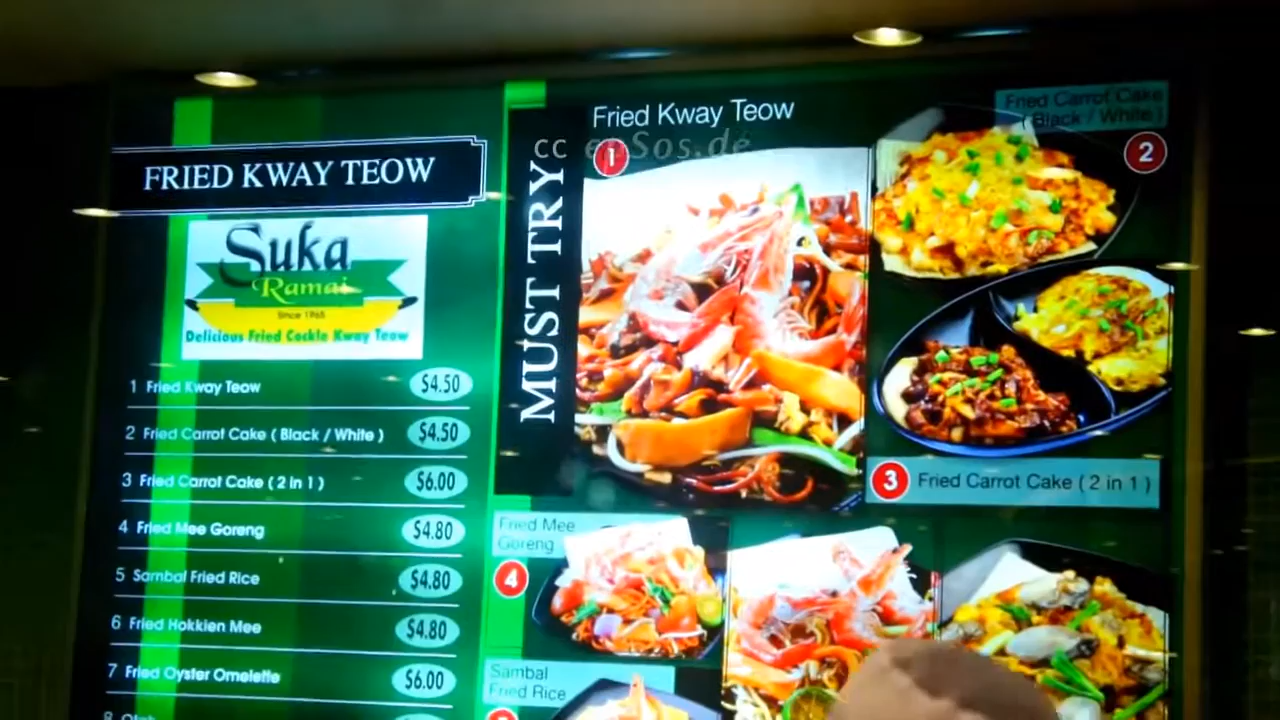 FRIED KWAY TEOW
Suka
Ramai
Since 1965
Delicious Fried Cockle Kway Teow
1 Fried Kway Teow $4.50
2 Fried Carrot Cake ( Black / White ) $4.50
3 Fried Carrot Cake ( 2 in 1 ) $6.00
4 Fried Mee Goreng $4.80
5 Sambal Fried Rice $4.80
6 Fried Hokkien Mee $4.80
7 Fried Oyster Omelette $6.00
8
MUST TRY
Fried Kway Teow
1
Fried Carrot Cake
( Black / White )
2
3 Fried Carrot Cake ( 2 in 1 )
Fried Mee
Goreng
4
Sambal
Fried Rice